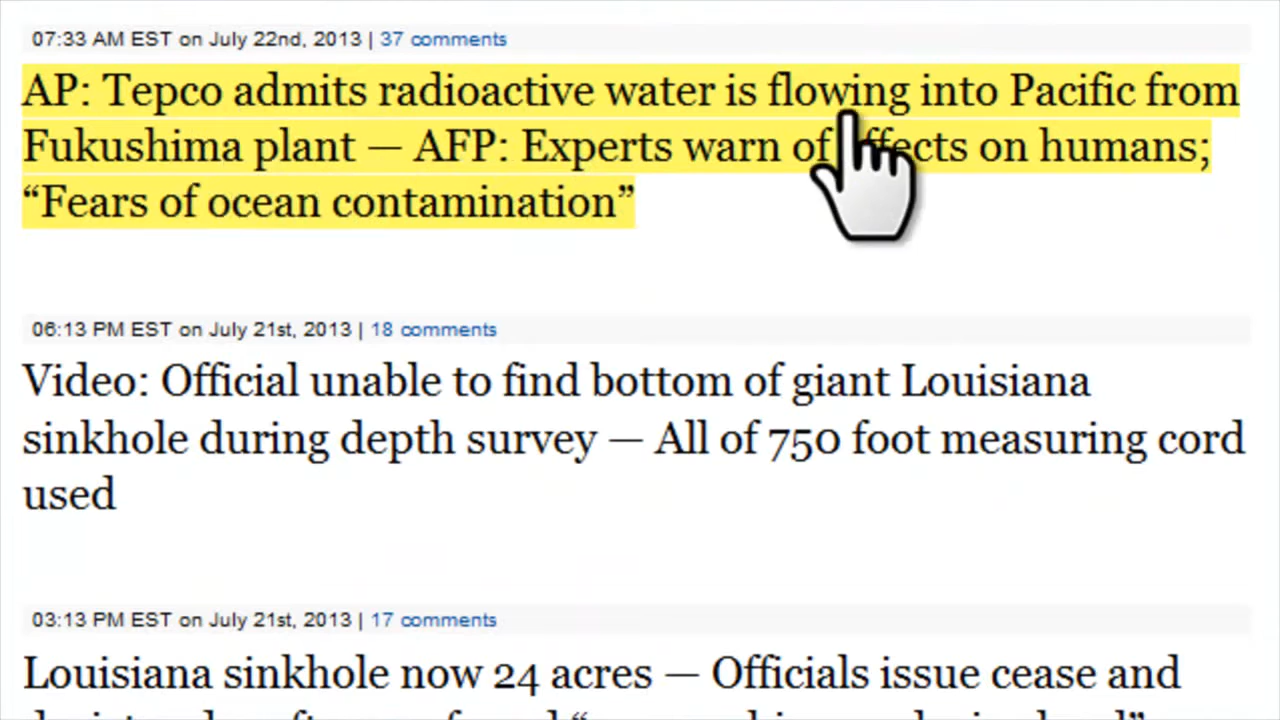 07:33 AM EST on July 22nd, 2013 | 37 comments
AP: Tepco admits radioactive water is flowing into Pacific from
Fukushima plant — AFP: Experts warn of effects on humans;
“Fears of ocean contamination”
06:13 PM EST on July 21st, 2013 | 18 comments
Video: Official unable to find bottom of giant Louisiana
sinkhole during depth survey — All of 750 foot measuring cord
used
03:13 PM EST on July 21st, 2013 | 17 comments
Louisiana sinkhole now 24 acres — Officials issue cease and